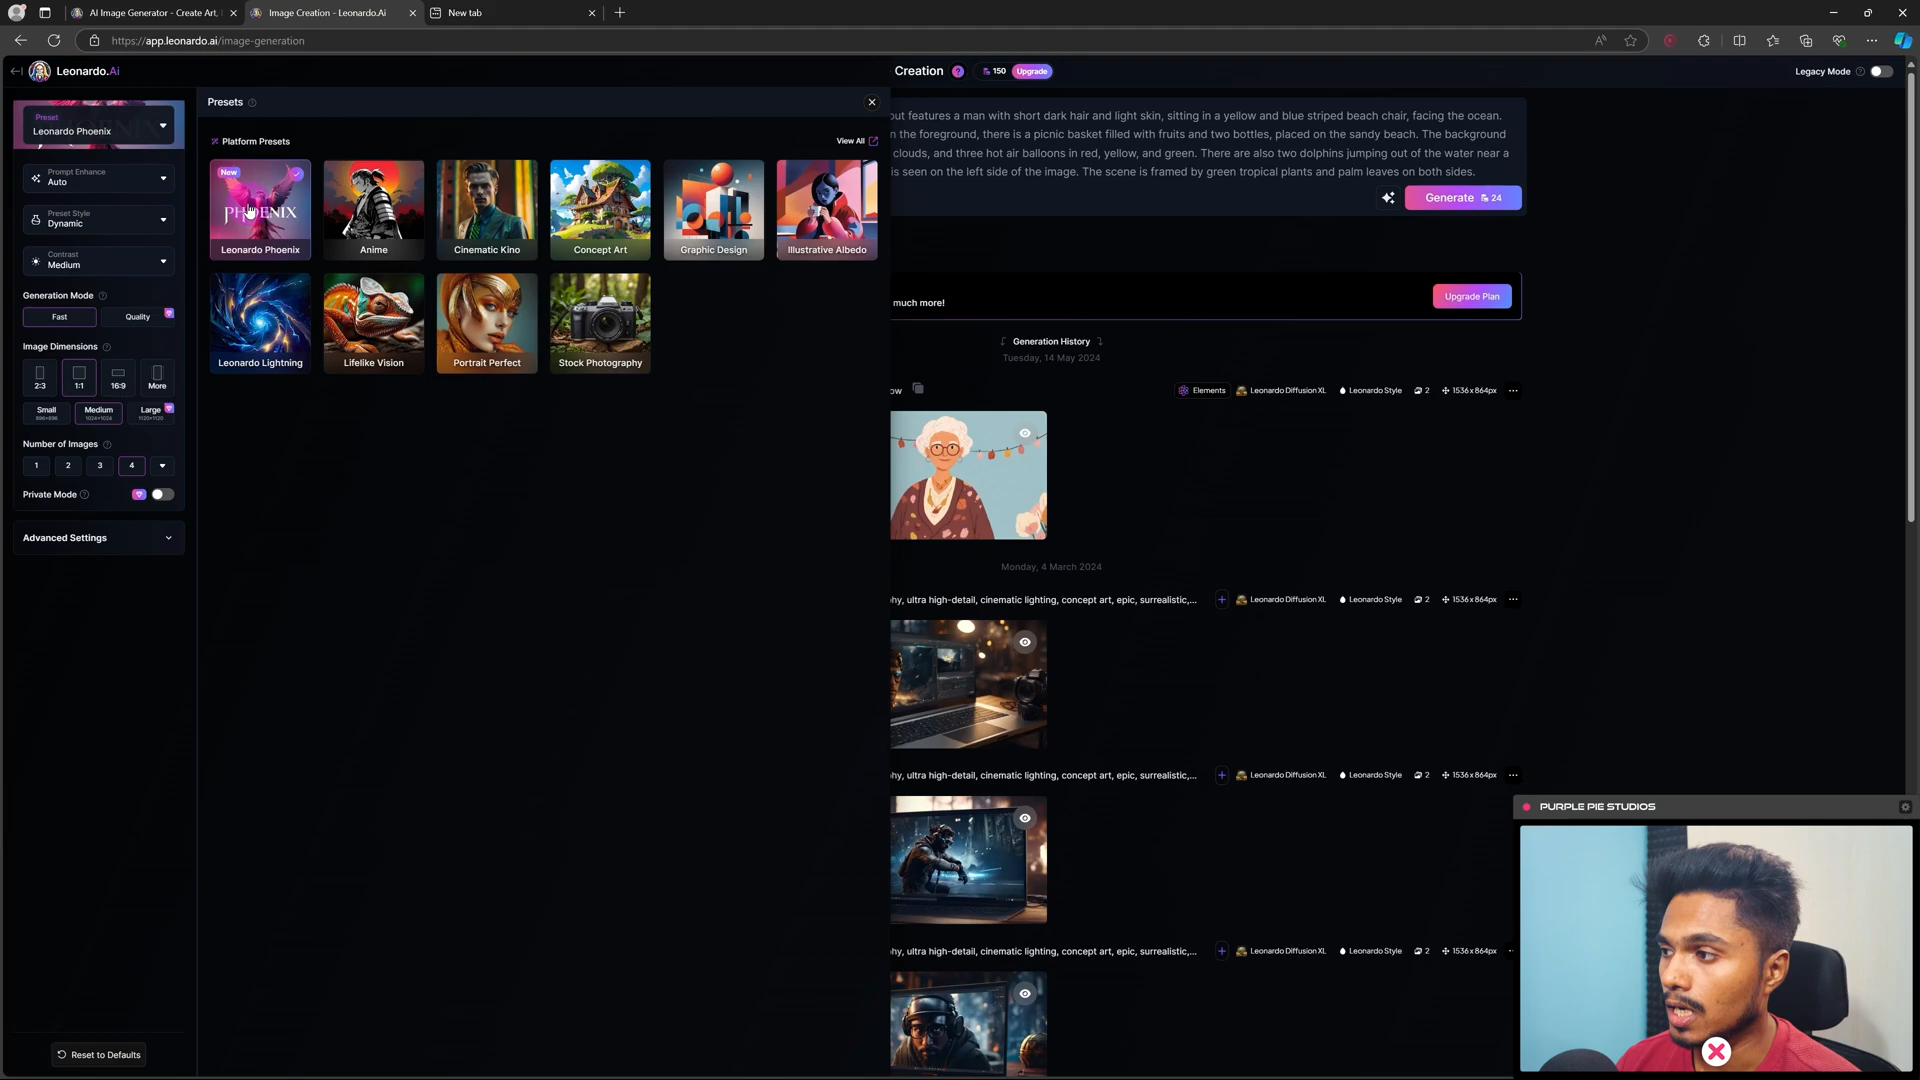 AI Image Generator - Create Art,
Image Creation - Leonardo.Ai
New tab
https://app.leonardo.ai/image-generation
Leonardo.Ai
Creation
150
Upgrade
Legacy Mode
Preset
Leonardo Phoenix
Prompt Enhance
Auto
Preset Style
Dynamic
Contrast
Medium
Generation Mode
Fast
Quality
Image Dimensions
2:3
1:1
16:9
More
Small
896×896
Medium
1024×1024
Large
1120×1120
Number of Images
1
2
3
4
Private Mode
Advanced Settings
Reset to Defaults
Presets
Platform Presets
View All
New
PHOENIX
Leonardo Phoenix
Anime
Cinematic Kino
Concept Art
Graphic Design
Illustrative Albedo
Leonardo Lightning
Lifelike Vision
Portrait Perfect
Stock Photography
out features a man with short dark hair and light skin, sitting in a yellow and blue striped beach chair, facing the ocean.
n the foreground, there is a picnic basket filled with fruits and two bottles, placed on the sandy beach. The background
clouds, and three hot air balloons in red, yellow, and green. There are also two dolphins jumping out of the water near a
is seen on the left side of the image. The scene is framed by green tropical plants and palm leaves on both sides.
Generate 24
much more!
Upgrade Plan
Generation History
Tuesday, 14 May 2024
ow
Elements
Leonardo Diffusion XL
Leonardo Style
2
1536x864px
Monday, 4 March 2024
hy, ultra high-detail, cinematic lighting, concept art, epic, surrealistic,...
Leonardo Diffusion XL
Leonardo Style
2
1536x864px
hy, ultra high-detail, cinematic lighting, concept art, epic, surrealistic,...
Leonardo Diffusion XL
Leonardo Style
2
1536x864px
hy, ultra high-detail, cinematic lighting, concept art, epic, surrealistic,...
Leonardo Diffusion XL
Leonardo Style
2
1536x864px
PURPLE PIE STUDIOS